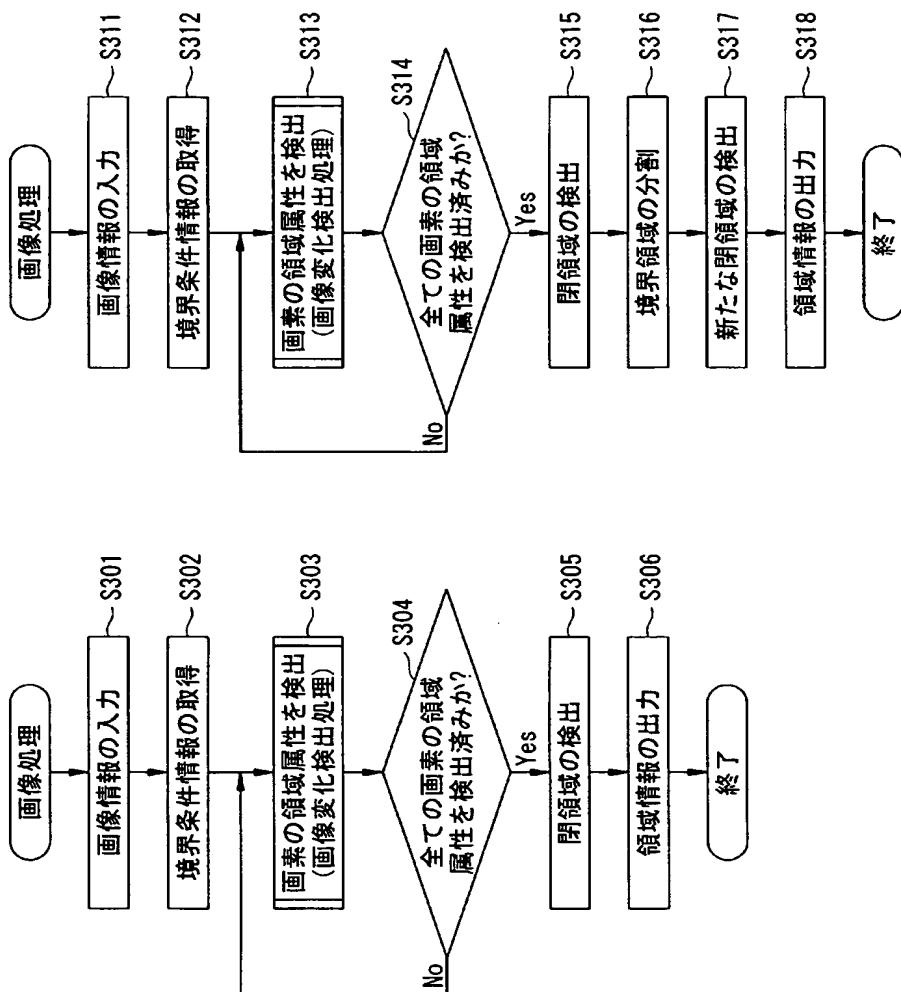 画像処理
画像情報の入力
S301
境界条件情報の取得
S302
画素の領域属性を検出
(画像変化検出処理)
S303
全ての画素の領域
属性を検出済みか?
S304
No
Yes
閉領域の検出
S305
領域情報の出力
S306
終了
画像処理
画像情報の入力
S311
境界条件情報の取得
S312
画素の領域属性を検出
(画像変化検出処理)
S313
全ての画素の領域
属性を検出済みか?
S314
No
Yes
閉領域の検出
S315
境界領域の分割
S316
新たな閉領域の検出
S317
領域情報の出力
S318
終了